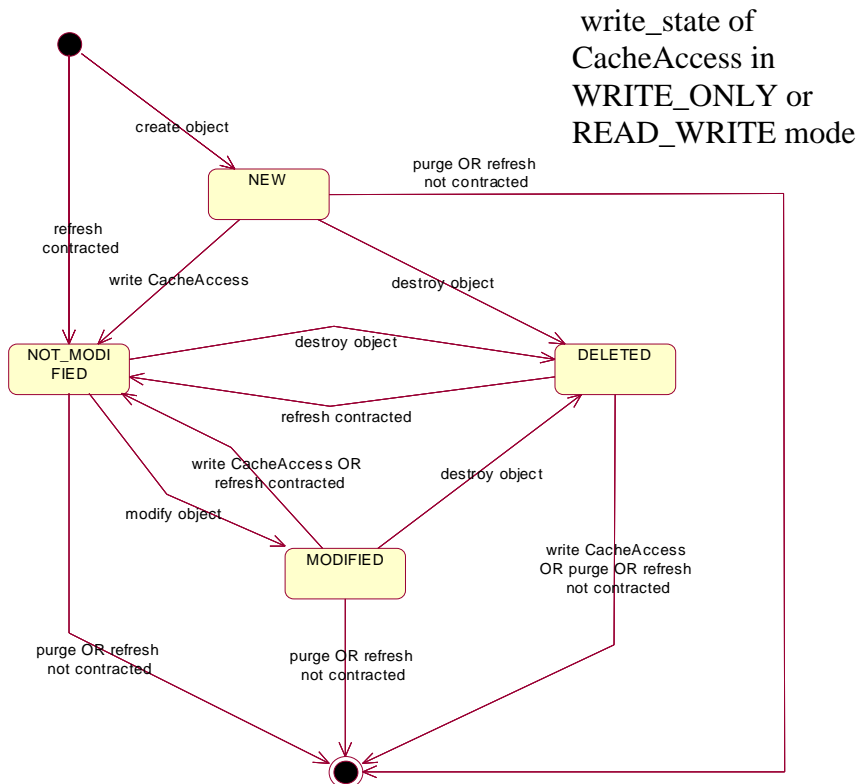 write_state of
CacheAccess in
WRITE_ONLY or
READ_WRITE mode
create object
purge OR refresh
not contracted
NEW
refresh
contracted
write CacheAccess
destroy object
NOT_MODI
FIED
destroy object
DELETED
refresh contracted
write CacheAccess OR
refresh contracted
destroy object
modify object
MODIFIED
write CacheAccess
OR purge OR refresh
not contracted
purge OR refresh
not contracted
purge OR refresh
not contracted